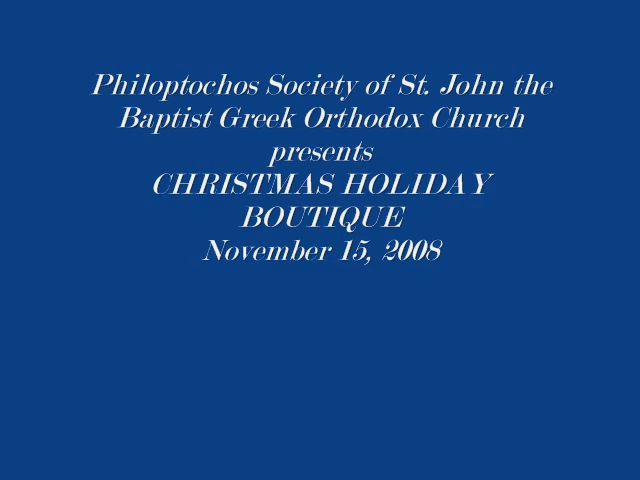 Philoptochos Society of St. John the
Baptist Greek Orthodox Church
presents
CHRISTMAS HOLIDAY
BOUTIQUE
November 15, 2008